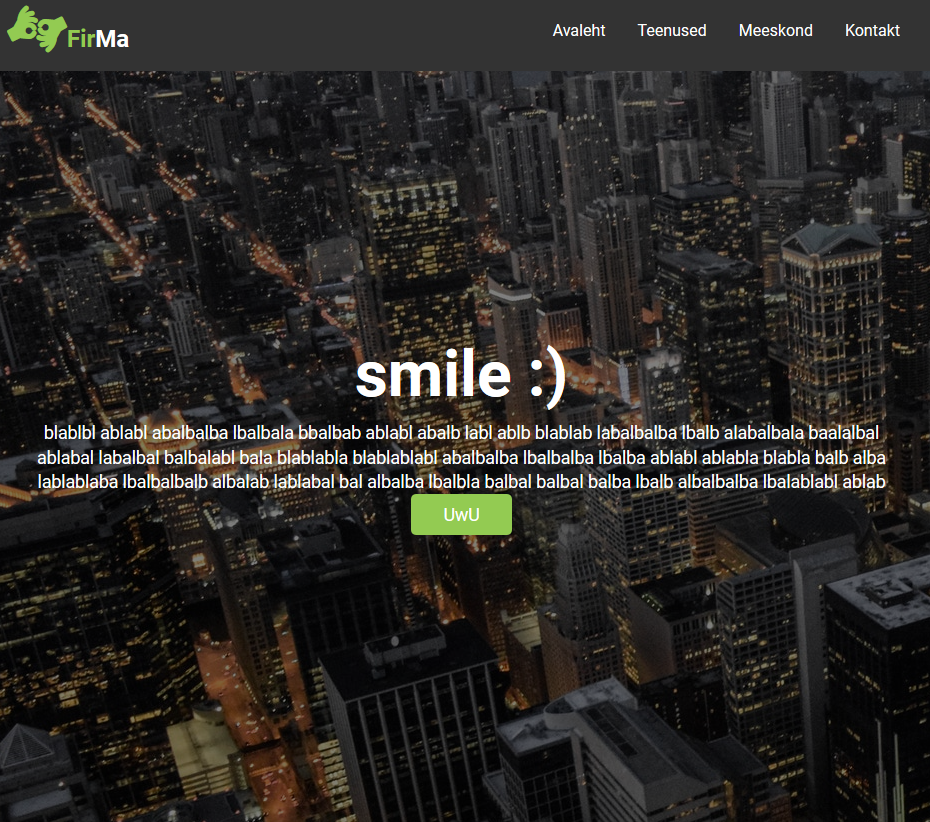 FirMa
Avaleht Teenused Meeskond Kontakt
smile :)
blablbl ablabl abalbalba lbalbala bbalbab ablabl abalb labl ablb blablab labalbalba lbalb alabalbala baalalbal
ablabal labalbal balbalabl bala blablabla blablablabl abalbalba lbalbalba lbalba ablabl ablabla blabla balb alba
lablablaba lbalbalbalb albalab lablabal bal albalba lbalbla balbal balbal balba lbalb albalbalba lbalablabl ablab
UwU